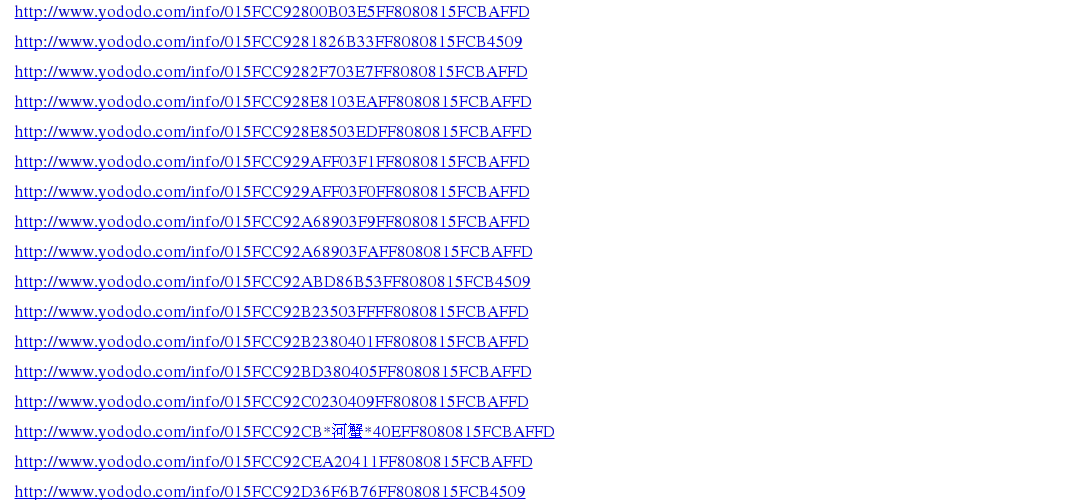 http://www.yododo.com/info/015FCC92800B03E5FF8080815FCBAFFD
http://www.yododo.com/info/015FCC9281826B33FF8080815FCB4509
http://www.yododo.com/info/015FCC9282F703E7FF8080815FCBAFFD
http://www.yododo.com/info/015FCC928E8103EAFF8080815FCBAFFD
http://www.yododo.com/info/015FCC928E8503EDFF8080815FCBAFFD
http://www.yododo.com/info/015FCC929AFF03F1FF8080815FCBAFFD
http://www.yododo.com/info/015FCC929AFF03F0FF8080815FCBAFFD
http://www.yododo.com/info/015FCC92A68903F9FF8080815FCBAFFD
http://www.yododo.com/info/015FCC92A68903FAFF8080815FCBAFFD
http://www.yododo.com/info/015FCC92ABD86B53FF8080815FCB4509
http://www.yododo.com/info/015FCC92B23503FFFF8080815FCBAFFD
http://www.yododo.com/info/015FCC92B2380401FF8080815FCBAFFD
http://www.yododo.com/info/015FCC92BD380405FF8080815FCBAFFD
http://www.yododo.com/info/015FCC92C0230409FF8080815FCBAFFD
http://www.yododo.com/info/015FCC92CB*河蟹*40EFF8080815FCBAFFD
http://www.yododo.com/info/015FCC92CEA20411FF8080815FCBAFFD
http://www.yododo.com/info/015FCC92D36F6B76FF8080815FCB4509